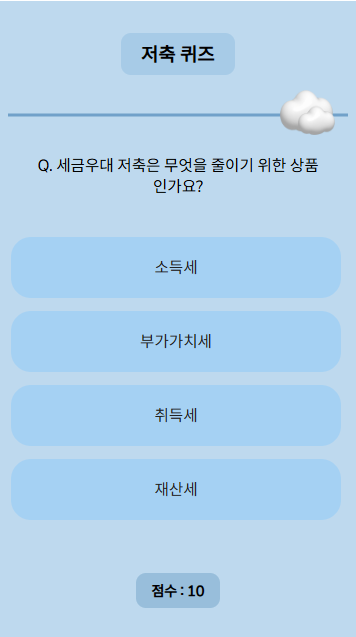 저축 퀴즈
Q. 세금우대 저축은 무엇을 줄이기 위한 상품
인가요?
소득세
부가가치세
취득세
재산세
점수 : 10